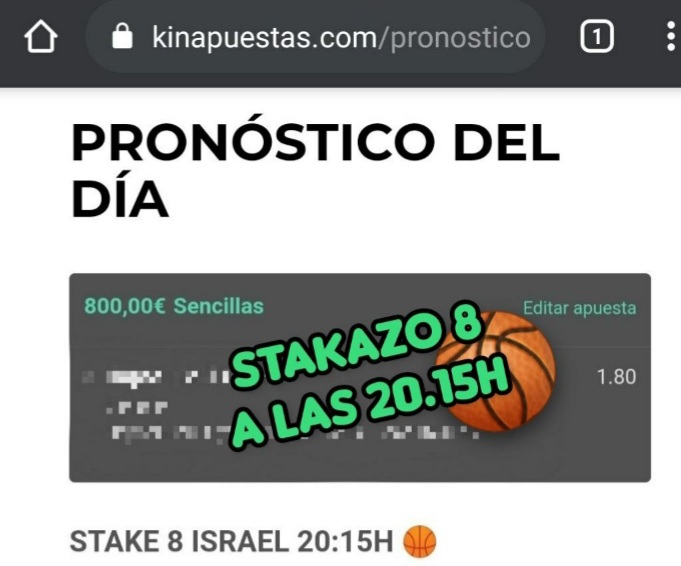 kinapuestas.com/pronostico
1
PRONÓSTICO DEL
DÍA
800,00€ Sencillas
Editar apuesta
STAKAZO 8
A LAS 20.15H
1.80
STAKE 8 ISRAEL 20:15H